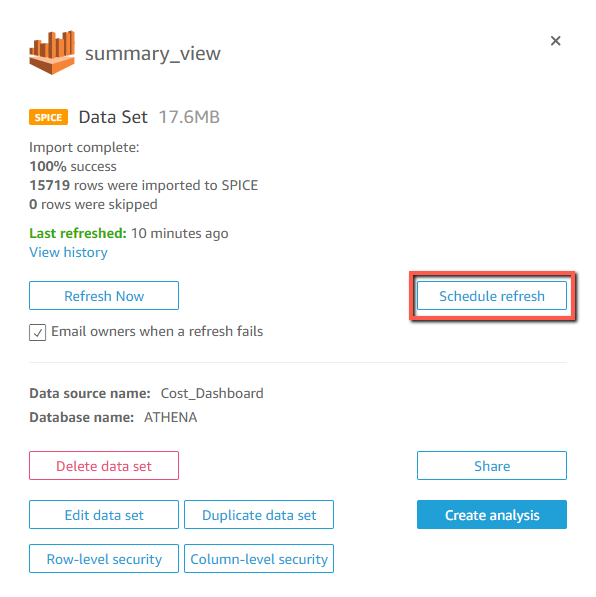 summary_view
SPICE Data Set 17.6MB
Import complete:
100% success
15719 rows were imported to SPICE
0 rows were skipped
Last refreshed: 10 minutes ago
View history
Refresh Now
Schedule refresh
Email owners when a refresh fails
Data source name: Cost_Dashboard
Database name: ATHENA
Delete data set
Share
Edit data set
Duplicate data set
Create analysis
Row-level security
Column-level security